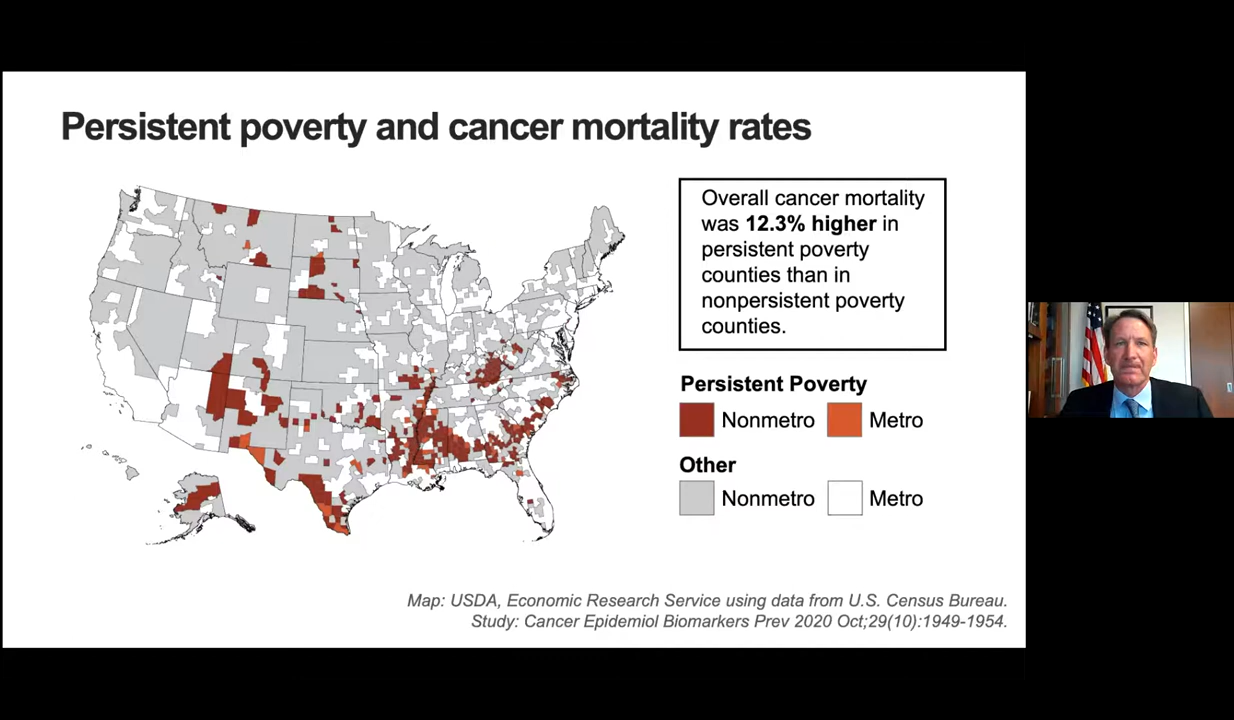 Persistent poverty and cancer mortality rates
Overall cancer mortality
was 12.3% higher in
persistent poverty
counties than in
nonpersistent poverty
counties.
Persistent Poverty
Nonmetro
Metro
Other
Nonmetro
Metro
Map: USDA, Economic Research Service using data from U.S. Census Bureau.
Study: Cancer Epidemiol Biomarkers Prev 2020 Oct;29(10):1949-1954.